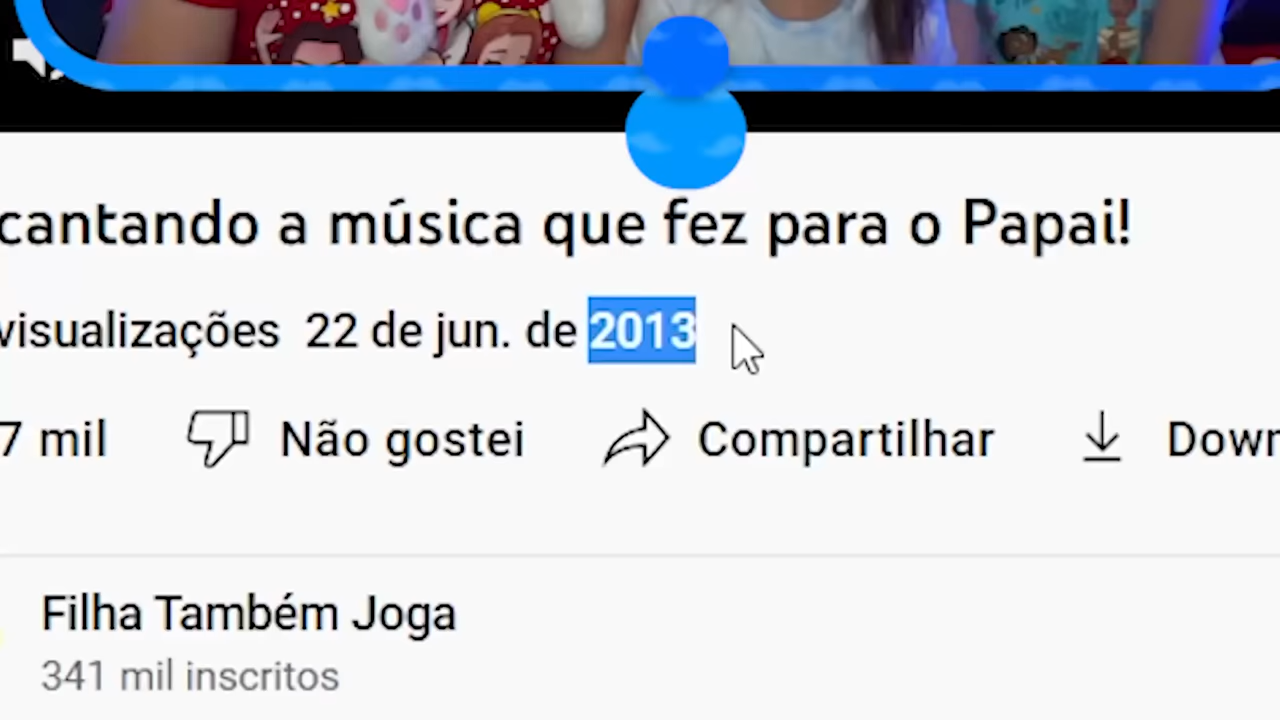 cantando a música que fez para o Papai!
visualizações 22 de jun. de 2013
7 mil Não gostei Compartilhar Down
Filha Também Joga
341 mil inscritos